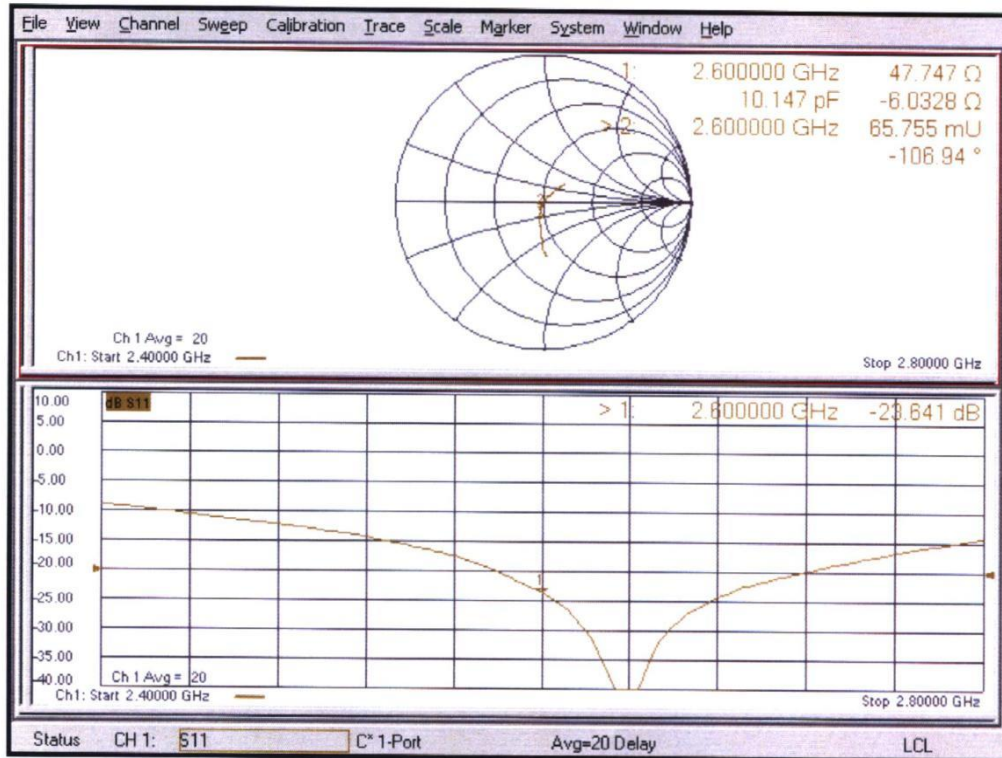 File View Channel Sweep Calibration Trace Scale Marker System Window Help
1: 2.600000 GHz 47.747 Ω
10.147 pF -6.0328 Ω
> 2: 2.600000 GHz 65.755 mU
-106.94 °
Ch 1 Avg = 20
Ch1: Start 2.40000 GHz
Stop 2.80000 GHz
dB S11
> 1: 2.600000 GHz -23.641 dB
10.00
5.00
0.00
-5.00
-10.00
-15.00
-20.00
-25.00
-30.00
-35.00
-40.00
1
Ch 1 Avg = 20
Ch1: Start 2.40000 GHz
Stop 2.80000 GHz
Status CH 1: S11 C* 1-Port Avg=20 Delay LCL